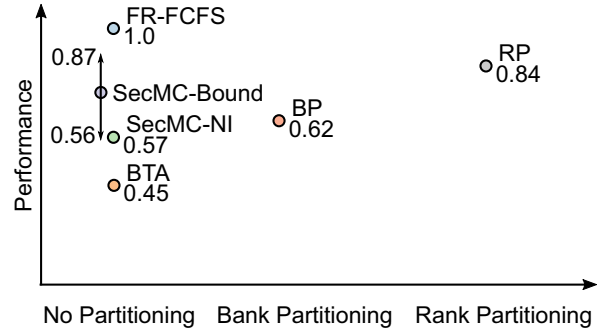 FR-FCFS
1.0
0.87
SecMC-Bound
SecMC-NI
0.56
0.57
BTA
0.45
BP
0.62
RP
0.84
Performance
No Partitioning
Bank Partitioning
Rank Partitioning